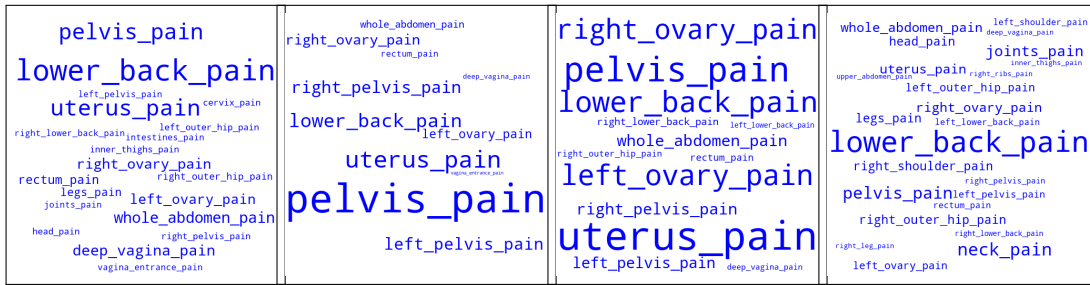 pelvis_pain
lower_back_pain
left_pelvis_pain
uterus_pain
cervix_pain
left_outer_hip_pain
right_lower_back_pain
intestines_pain
inner_thighs_pain
right_ovary_pain
rectum_pain
right_outer_hip_pain
legs_pain
left_ovary_pain
joints_pain
whole_abdomen_pain
head_pain
right_pelvis_pain
deep_vagina_pain
vagina_entrance_pain
whole_abdomen_pain
right_ovary_pain
rectum_pain
deep_vagina_pain
right_pelvis_pain
lower_back_pain
left_ovary_pain
uterus_pain
vagina_entrance_pain
pelvis_pain
left_pelvis_pain
right_ovary_pain
pelvis_pain
lower_back_pain
right_lower_back_pain
left_lower_back_pain
whole_abdomen_pain
right_outer_hip_pain
rectum_pain
left_ovary_pain
right_pelvis_pain
uterus_pain
left_pelvis_pain
deep_vagina_pain
whole_abdomen_pain
left_shoulder_pain
deep_vagina_pain
head_pain
joints_pain
inner_thighs_pain
uterus_pain
right_ribs_pain
upper_abdomen_pain
left_outer_hip_pain
right_ovary_pain
legs_pain
left_lower_back_pain
lower_back_pain
right_shoulder_pain
right_pelvis_pain
pelvis_pain
left_pelvis_pain
rectum_pain
right_outer_hip_pain
right_lower_back_pain
right_leg_pain
neck_pain
left_ovary_pain